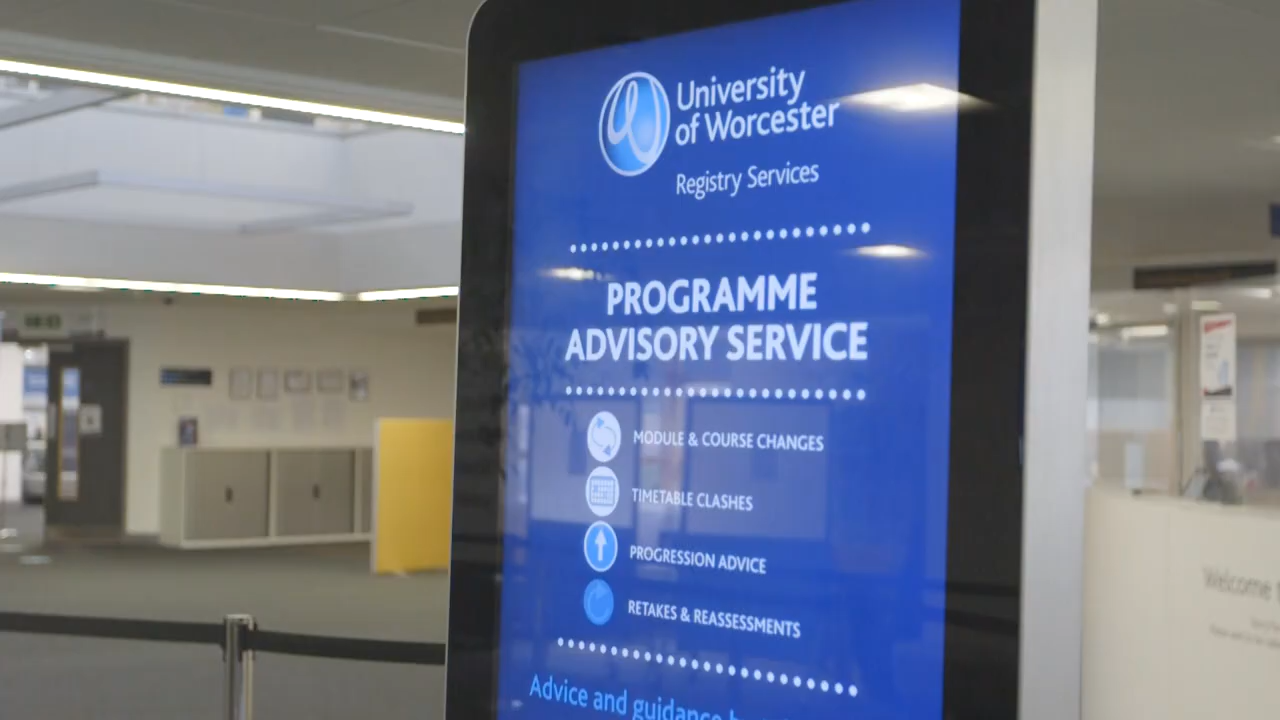 University
of Worcester
Registry Services
PROGRAMME
ADVISORY SERVICE
MODULE & COURSE CHANGES
TIMETABLE CLASHES
PROGRESSION ADVICE
RETAKES & REASSESSMENTS
Advice and guidance
Welcome